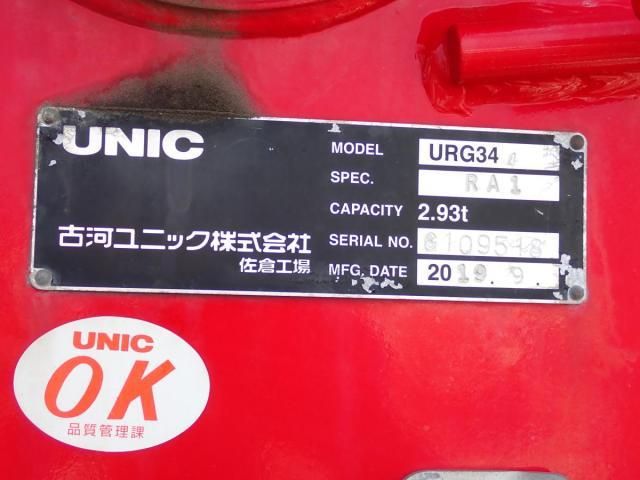 UNIC
MODEL URG344
SPEC. RA1
CAPACITY 2.93t
SERIAL NO.
MFG. DATE 2019.9.
古河ユニック株式会社
佐倉工場
UNIC
OK
品質管理課